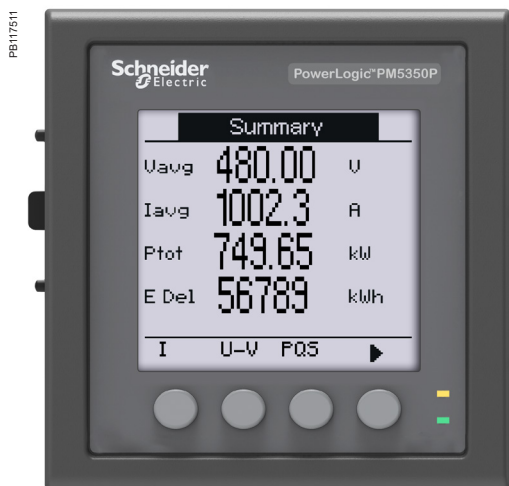 PB117511
Schneider
Electric
PowerLogic™PM5350P
Summary
Vavg 480.00 V
Iavg 1002.3 A
Ptot 749.65 kW
E Del 56789 kWh
I U-V PQS